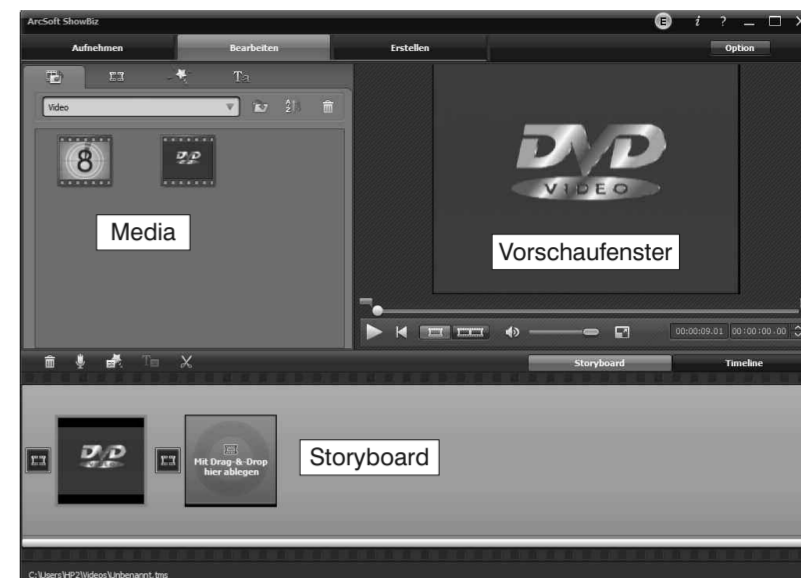 ArcSoft ShowBiz
E i ?
Aufnehmen Bearbeiten Erstellen Option
Video
8
DVD
VIDEO
Media
Vorschaufenster
00:00:09.01 00:00:00.00
Storyboard Timeline
DVD
Mit Drag-&-Drop
hier ablegen
Storyboard
C:\Users\HP2\Videos\Unbenannt.tms